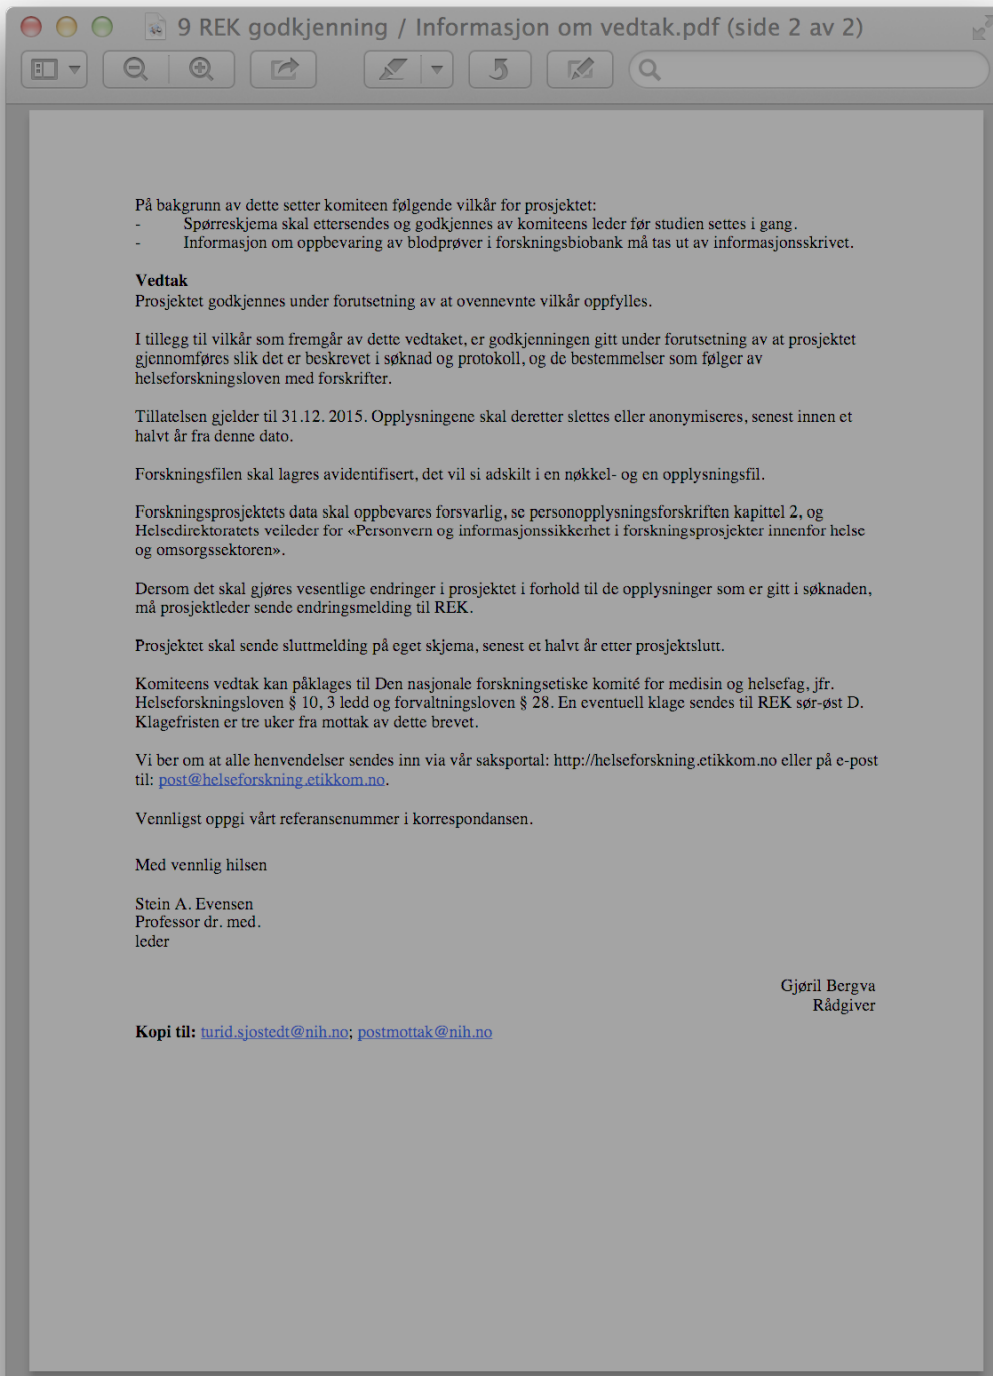 9 REK godkjenning / Informasjon om vedtak.pdf (side 2 av 2)
På bakgrunn av dette setter komiteen følgende vilkår for prosjektet:
- Spørreskjema skal ettersendes og godkjennes av komiteens leder før studien settes i gang.
- Informasjon om oppbevaring av blodprøver i forskningsbiobank må tas ut av informasjonsskrivet.
Vedtak
Prosjektet godkjennes under forutsetning av at ovennevnte vilkår oppfylles.
I tillegg til vilkår som fremgår av dette vedtaket, er godkjenningen gitt under forutsetning av at prosjektet
gjennomføres slik det er beskrevet i søknad og protokoll, og de bestemmelser som følger av
helseforskningsloven med forskrifter.
Tillatelsen gjelder til 31.12. 2015. Opplysningene skal deretter slettes eller anonymiseres, senest innen et
halvt år fra denne dato.
Forskningsfilen skal lagres avidentifisert, det vil si adskilt i en nøkkel- og en opplysningsfil.
Forskningsprosjektets data skal oppbevares forsvarlig, se personopplysningsforskriften kapittel 2, og
Helsedirektoratets veileder for «Personvern og informasjonssikkerhet i forskningsprosjekter innenfor helse
og omsorgssektoren».
Dersom det skal gjøres vesentlige endringer i prosjektet i forhold til de opplysninger som er gitt i søknaden,
må prosjektleder sende endringsmelding til REK.
Prosjektet skal sende sluttmelding på eget skjema, senest et halvt år etter prosjektslutt.
Komiteens vedtak kan påklages til Den nasjonale forskningsetiske komité for medisin og helsefag, jfr.
Helseforskningsloven § 10, 3 ledd og forvaltningsloven § 28. En eventuell klage sendes til REK sør-øst D.
Klagefristen er tre uker fra mottak av dette brevet.
Vi ber om at alle henvendelser sendes inn via vår saksportal: http://helseforskning.etikkom.no eller på e-post
til: post@helseforskning.etikkom.no.
Vennligst oppgi vårt referansenummer i korrespondansen.
Med vennlig hilsen
Stein A. Evensen
Professor dr. med.
leder
Gjøril Bergva
Rådgiver
Kopi til: turid.sjostedt@nih.no; postmottak@nih.no